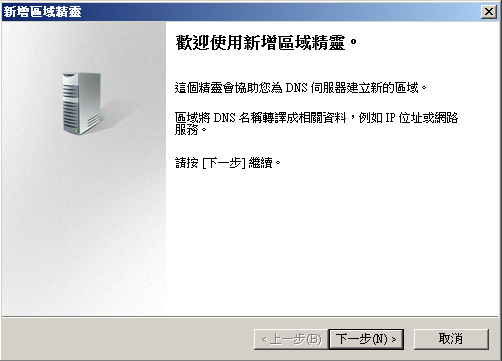 新增區域精靈
歡迎使用新增區域精靈。
這個精靈會協助您為 DNS 伺服器建立新的區域。
區域將 DNS 名稱轉譯成相關資料，例如 IP 位址或網路
服務。
請按 [下一步] 繼續。
< 上一步(B)
下一步(N) >
取消